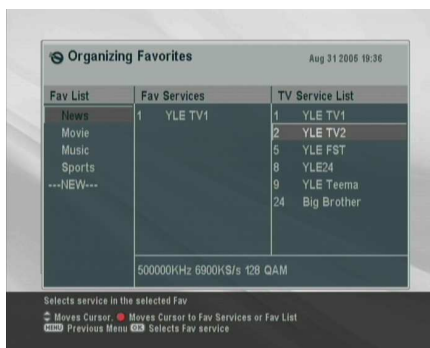 Organizing Favorites
Aug 31 2005 19:36
Fav List
Fav Services
TV Service List
News
Movie
Music
Sports
---NEW---
1 YLE TV1
1 YLE TV1
2 YLE TV2
5 YLE FST
8 YLE24
9 YLE Teema
24 Big Brother
500000KHz 6900KS/s 128 QAM
Selects service in the selected Fav
Moves Cursor, Moves Cursor to Fav Services or Fav List
MENU Previous Menu OK Selects Fav service